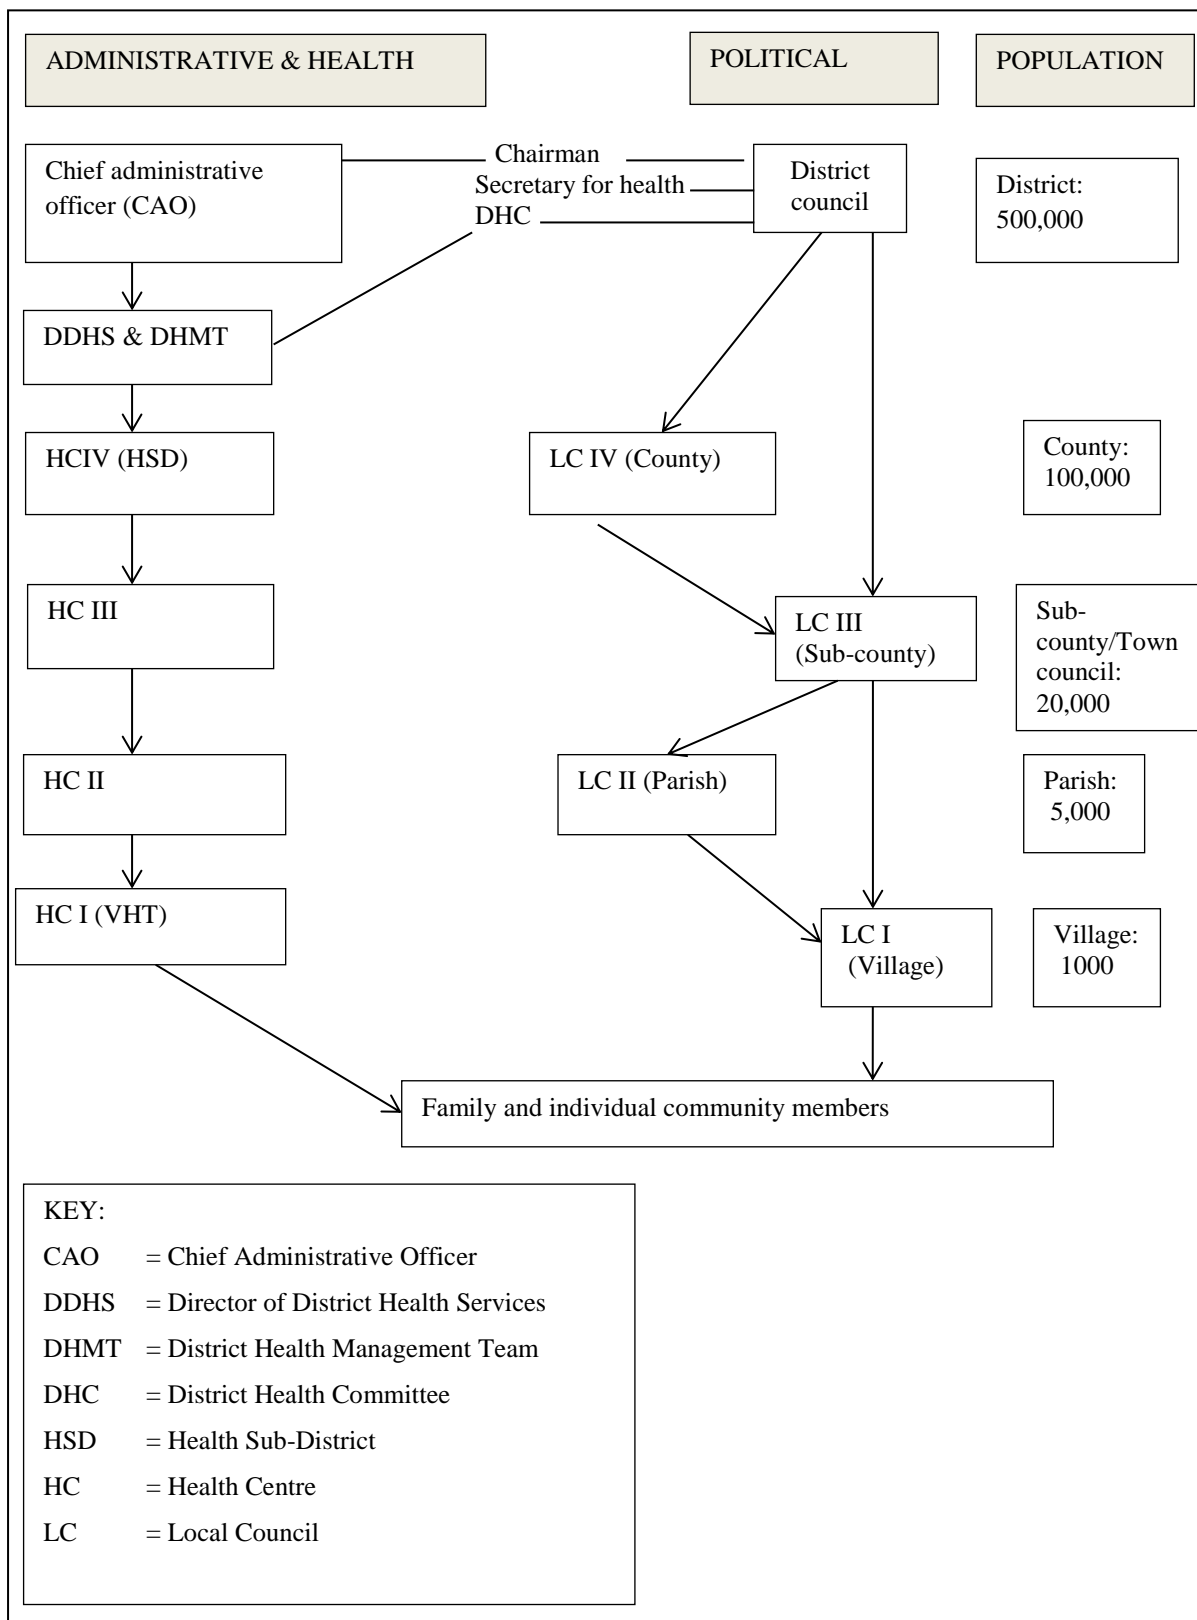 ADMINISTRATIVE & HEALTH
POLITICAL
POPULATION
Chief administrative
officer (CAO)
Chairman
Secretary for health
DHC
District
council
District:
500,000
DDHS & DHMT
HCIV (HSD)
LC IV (County)
County:
100,000
HC III
LC III
(Sub-county)
Sub-
county/Town
council:
20,000
HC II
LC II (Parish)
Parish:
5,000
HC I (VHT)
LC I
(Village)
Village:
1000
Family and individual community members
KEY:
CAO = Chief Administrative Officer
DDHS = Director of District Health Services
DHMT = District Health Management Team
DHC = District Health Committee
HSD = Health Sub-District
HC = Health Centre
LC = Local Council